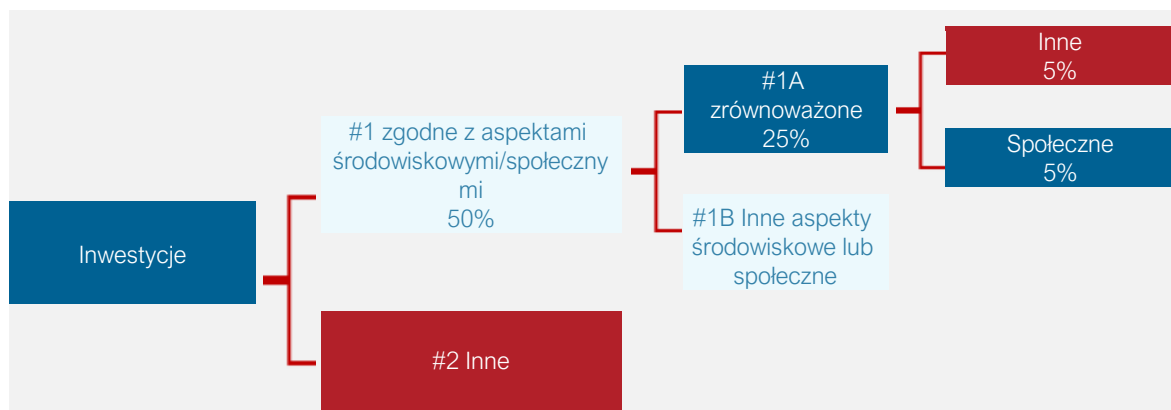 Inwestycje
#1 zgodne z aspektami
środowiskowymi/społeczny
mi
50%
#2 Inne
#1A
zrównoważone
25%
#1B Inne aspekty
środowiskowe lub
społeczne
Inne
5%
Społeczne
5%